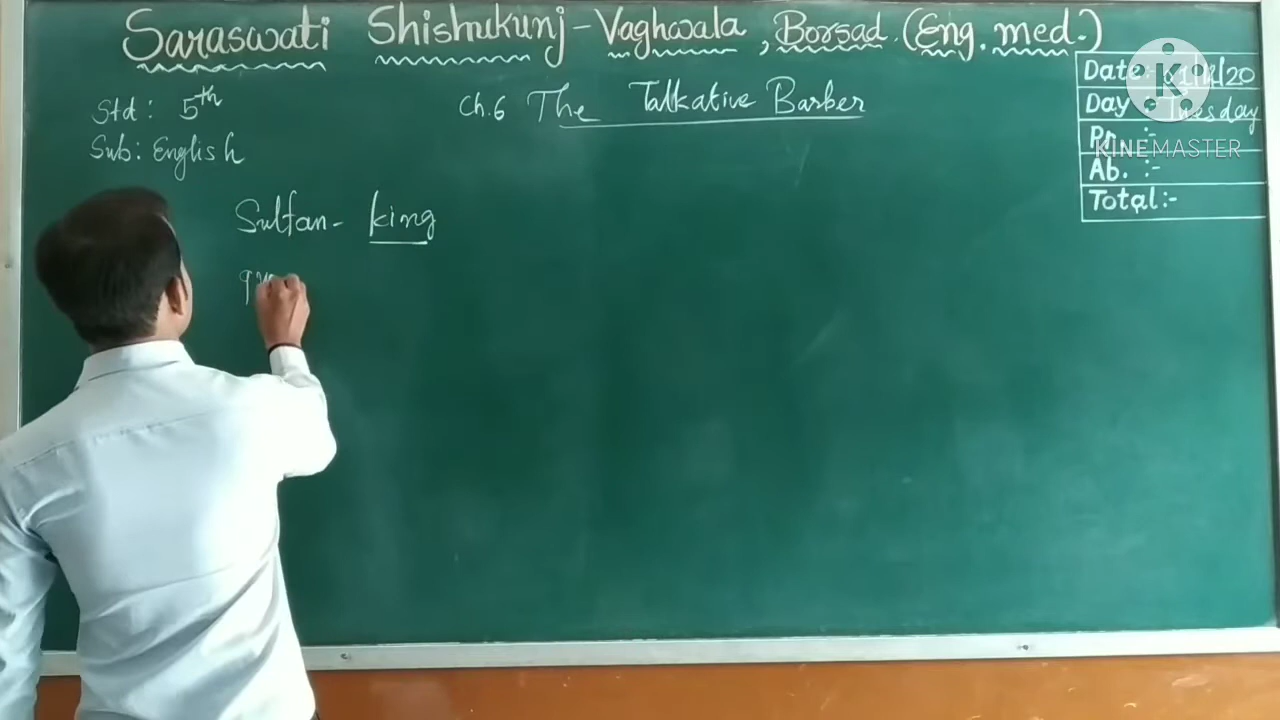 Saraswati Shishukunj - Vaghwala, Borsad. (Eng. med.)
Std: 5th
Sub: English
Ch.6 The Talkative Barber
Date
Day Tuesday
Pr. :-
Ab. :-
Total:-
K
KINEMASTER
Sultan - king